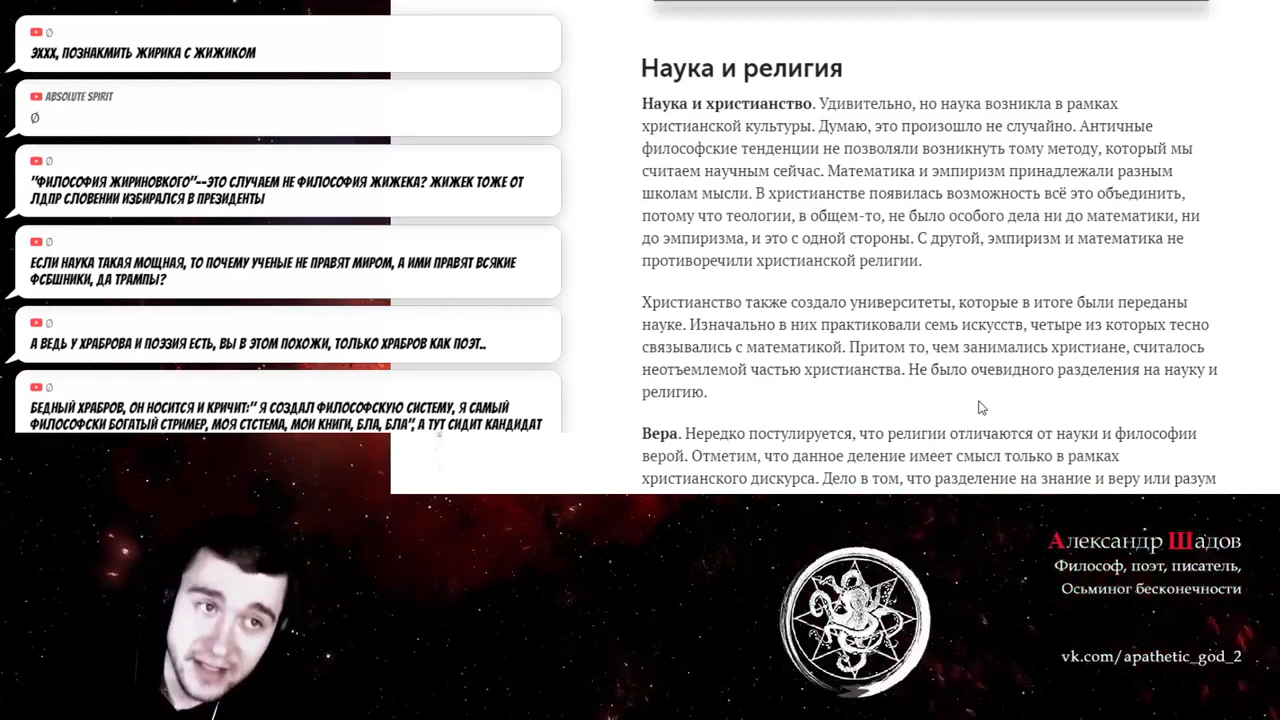 Ø
ЭХХХ, ПОЗНАКМИТЬ ЖИРИКА С ЖИЖИКОМ
ABSOLUTE SPIRIT
Ø
Ø
"ФИЛОСОФИЯ ЖИРИНОВКОГО"--ЭТО СЛУЧАЕМ НЕ ФИЛОСОФИЯ ЖИЖЕКА? ЖИЖЕК ТОЖЕ ОТ
ЛДПР СЛОВЕНИИ ИЗБИРАЛСЯ В ПРЕЗИДЕНТЫ
Ø
ЕСЛИ НАУКА ТАКАЯ МОЩНАЯ, ТО ПОЧЕМУ УЧЕНЫЕ НЕ ПРАВЯТ МИРОМ, А ИМИ ПРАВЯТ ВСЯКИЕ
ФСБШНИКИ, ДА ТРАМПЫ?
Ø
А ВЕДЬ У ХРАБРОВА И ПОЭЗИЯ ЕСТЬ, ВЫ В ЭТОМ ПОХОЖИ, ТОЛЬКО ХРАБРОВ КАК ПОЭТ..
Ø
БЕДНЫЙ ХРАБРОВ, ОН НОСИТСЯ И КРИЧИТ:" Я СОЗДАЛ ФИЛОСОФСКУЮ СИСТЕМУ, Я САМЫЙ
ФИЛОСОФСКИ БОГАТЫЙ СТРИМЕР, МОЯ СТСТЕМА, МОИ КНИГИ, БЛА, БЛА", А ТУТ СИДИТ КАНДИДАТ
Наука и религия
Наука и христианство. Удивительно, но наука возникла в рамках
христианской культуры. Думаю, это произошло не случайно. Античные
философские тенденции не позволяли возникнуть тому методу, который мы
считаем научным сейчас. Математика и эмпиризм принадлежали разным
школам мысли. В христианстве появилась возможность всё это объединить,
потому что теологии, в общем-то, не было особого дела ни до математики, ни
до эмпиризма, и это с одной стороны. С другой, эмпиризм и математика не
противоречили христианской религии.
Христианство также создало университеты, которые в итоге были переданы
науке. Изначально в них практиковали семь искусств, четыре из которых тесно
связывались с математикой. Притом то, чем занимались христиане, считалось
неотъемлемой частью христианства. Не было очевидного разделения на науку и
религию.
Вера. Нередко постулируется, что религии отличаются от науки и философии
верой. Отметим, что данное деление имеет смысл только в рамках
христианского дискурса. Дело в том, что разделение на знание и веру или разум
Александр Шадов
Философ, поэт, писатель,
Осьминог бесконечности
vk.com/apathetic_god_2